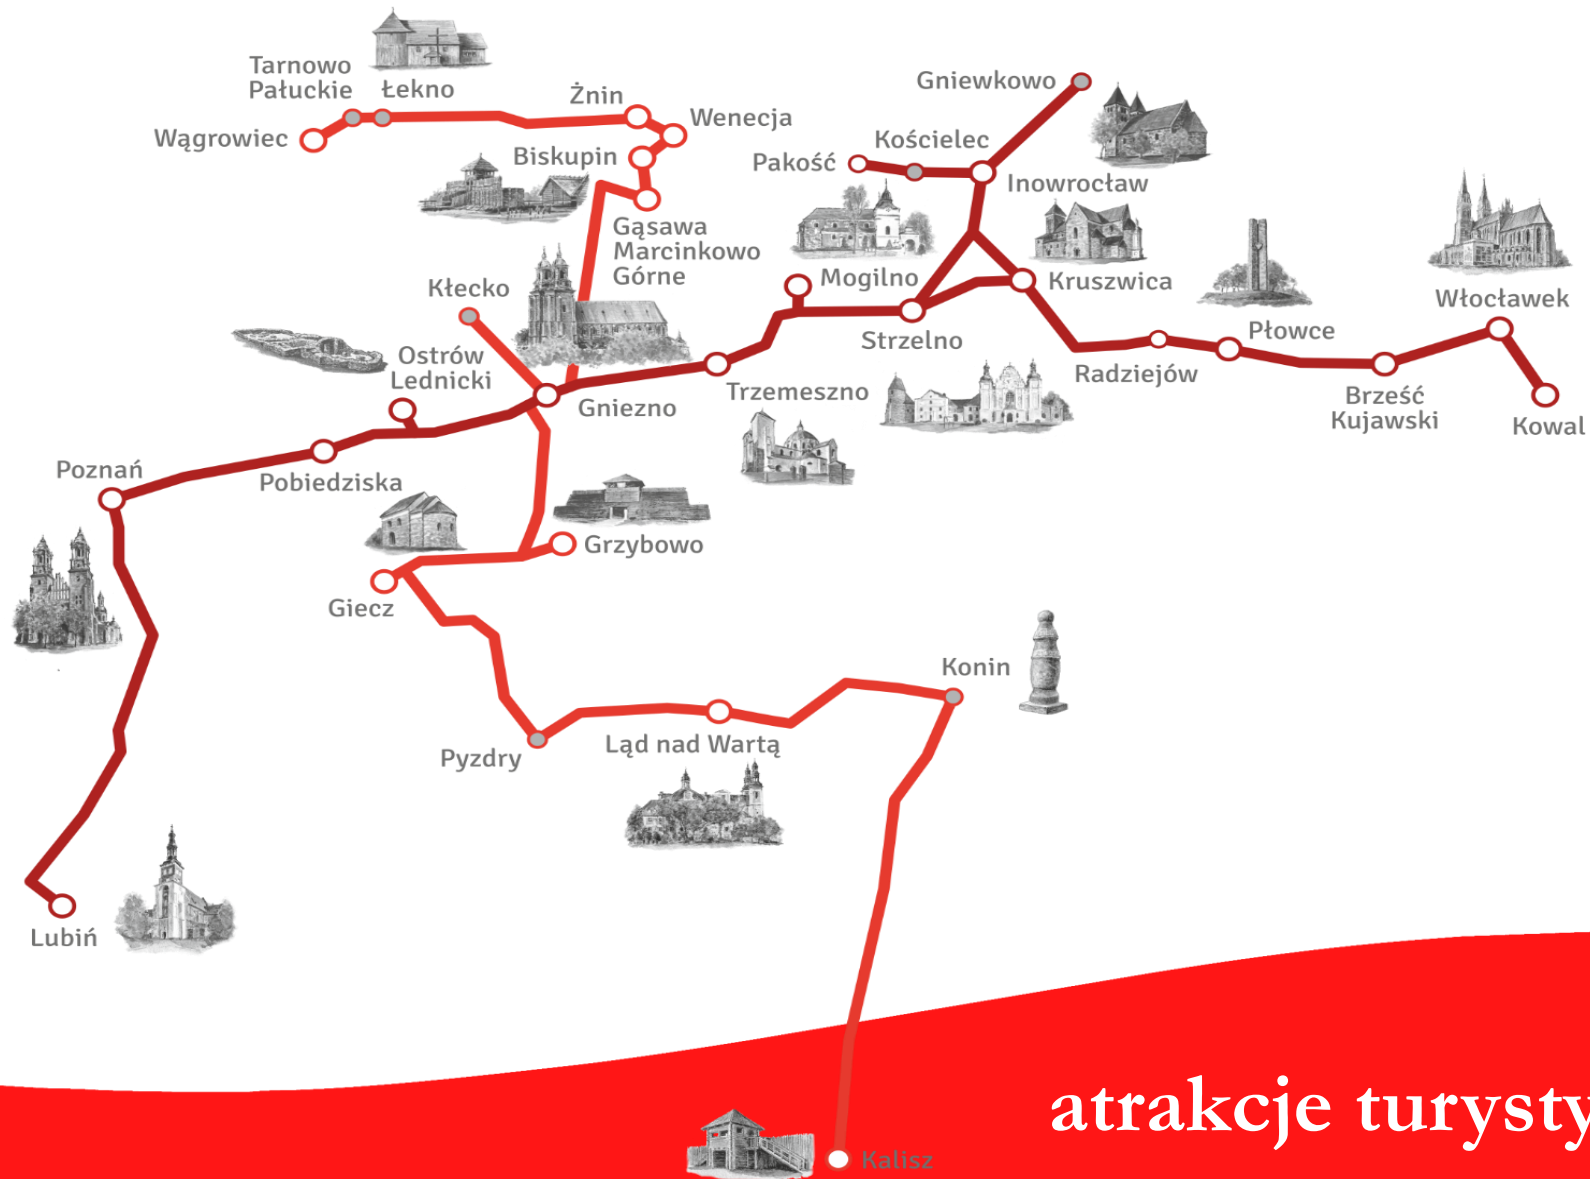 Tarnowo
Pałuckie
Łekno
Żnin
Wenecja
Wągrowiec
Biskupin
Gąsawa
Marcinkowo
Górne
Gniewkowo
Kościelec
Pakość
Inowrocław
Mogilno
Kruszwica
Strzelno
Kłecko
Ostrów
Lednicki
Gniezno
Trzemeszno
Radziejów
Płowce
Włocławek
Brześć
Kujawski
Kowal
Poznań
Pobiedziska
Grzybowo
Giecz
Konin
Pyzdry
Ląd nad Wartą
Lubiń
atrakcje turysty
Kalisz